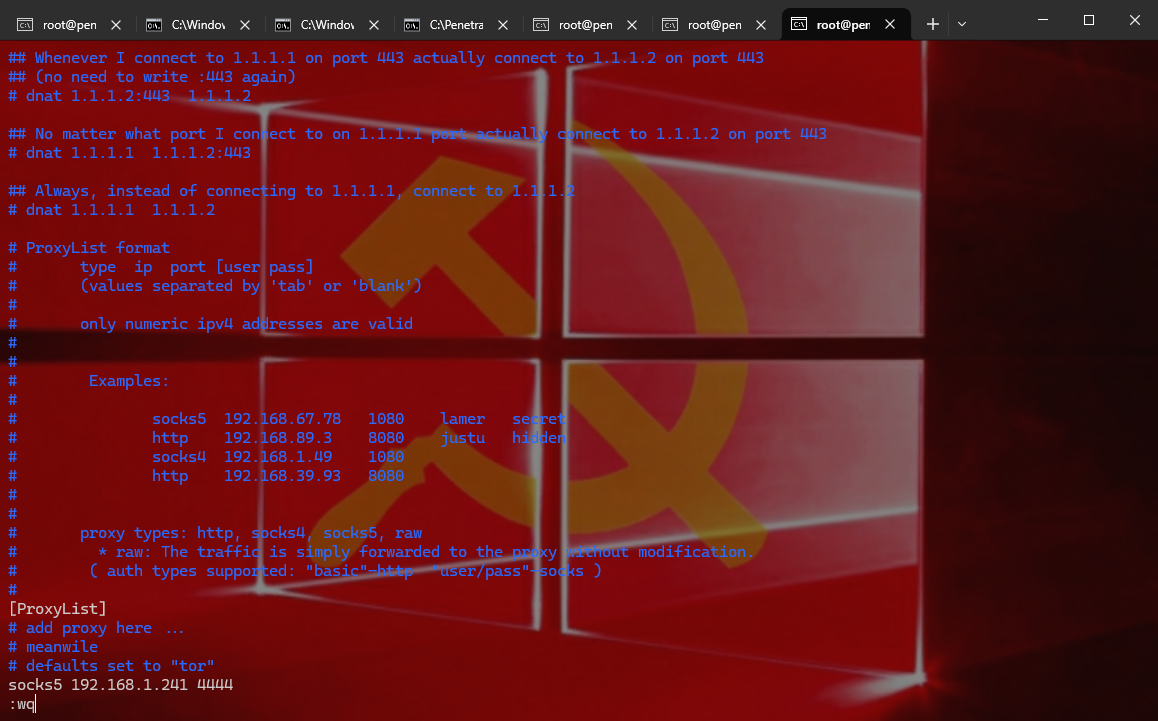 root@pen C:\Windov C:\Windov C:\Penetra root@pen root@pen root@pen
## Whenever I connect to 1.1.1.1 on port 443 actually connect to 1.1.1.2 on port 443
## (no need to write :443 again)
# dnat 1.1.1.2:443  1.1.1.2
## No matter what port I connect to on 1.1.1.1 port actually connect to 1.1.1.2 on port 443
# dnat 1.1.1.1  1.1.1.2:443
## Always, instead of connecting to 1.1.1.1, connect to 1.1.1.2
# dnat 1.1.1.1  1.1.1.2
# ProxyList format
#       type  ip  port [user pass]
#       (values separated by 'tab' or 'blank')
#
#       only numeric ipv4 addresses are valid
#
#
#        Examples:
#
#               socks5  192.168.67.78   1080    lamer   secret
#               http    192.168.89.3    8080    justu   hidden
#               socks4  192.168.1.49    1080
#               http    192.168.39.93   8080
#
#
#       proxy types: http, socks4, socks5, raw
#         * raw: The traffic is simply forwarded to the proxy without modification.
#        ( auth types supported: "basic"-http  "user/pass"-socks )
#
[ProxyList]
# add proxy here ...
# meanwile
# defaults set to "tor"
socks5 192.168.1.241 4444
:wq